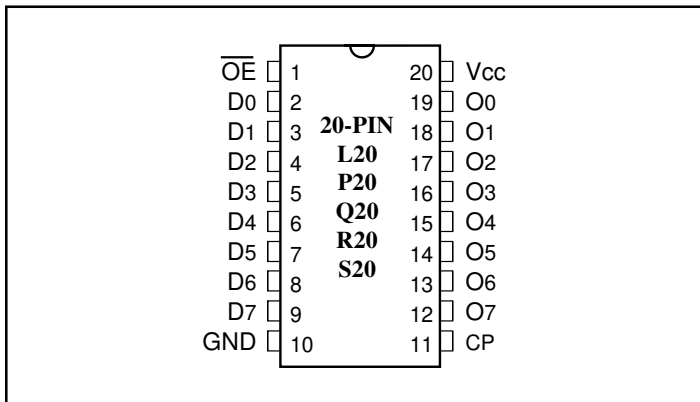 OE 1 20 Vcc
D0 2 19 O0
D1 3 20-PIN 18 O1
D2 4 L20 17 O2
D3 5 P20 16 O3
D4 6 Q20 15 O4
D5 7 R20 14 O5
D6 8 S20 13 O6
D7 9 12 O7
GND 10 11 CP